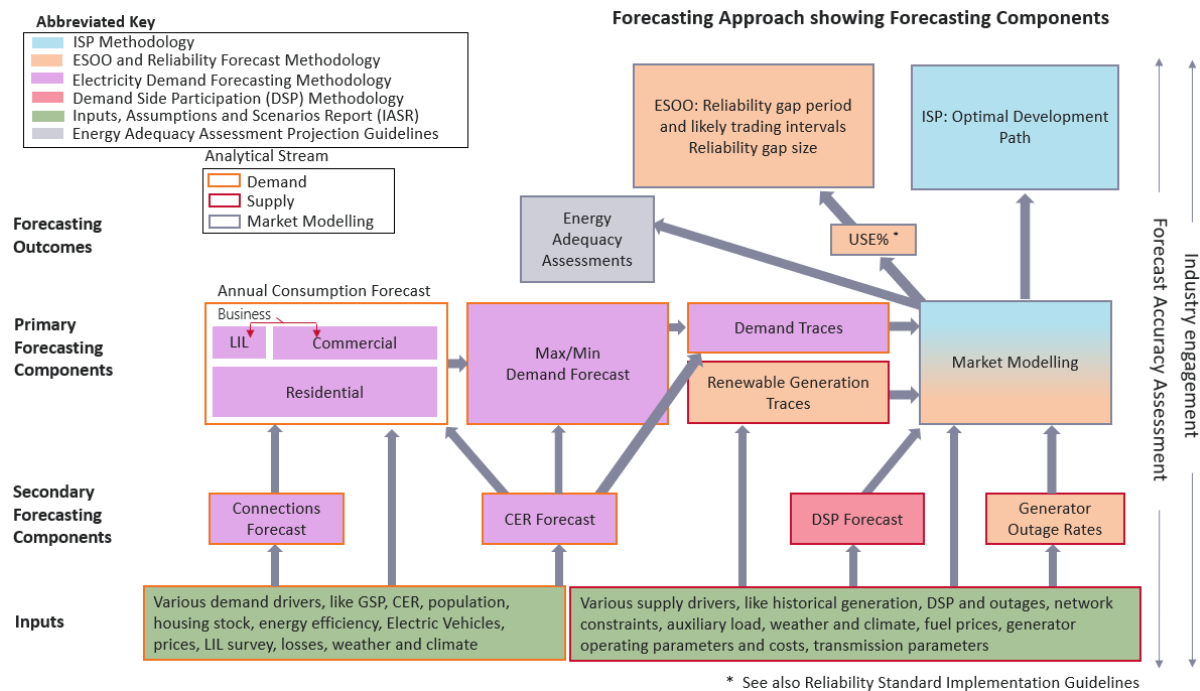 Forecasting Approach showing Forecasting Components
Abbreviated Key
ISP Methodology
ESOO and Reliability Forecast Methodology
Electricity Demand Forecasting Methodology
Demand Side Participation (DSP) Methodology
Inputs, Assumptions and Scenarios Report (IASR)
Energy Adequacy Assessment Projection Guidelines
Analytical Stream
Demand
Supply
Market Modelling
Forecasting
Outcomes
ESOO: Reliability gap period
and likely trading intervals
Reliability gap size
ISP: Optimal Development
Path
Energy
Adequacy
Assessments
USE% *
Primary
Forecasting
Components
Annual Consumption Forecast
Business
LIL
Commercial
Residential
Max/Min
Demand Forecast
Demand Traces
Renewable Generation
Traces
Market Modelling
Secondary
Forecasting
Components
Connections
Forecast
CER Forecast
DSP Forecast
Generator
Outage Rates
Inputs
Various demand drivers, like GSP, CER, population,
housing stock, energy efficiency, Electric Vehicles,
prices, LIL survey, losses, weather and climate
Various supply drivers, like historical generation, DSP and outages, network
constraints, auxiliary load, weather and climate, fuel prices, generator
operating parameters and costs, transmission parameters
Forecast Accuracy Assessment
Industry engagement
* See also Reliability Standard Implementation Guidelines